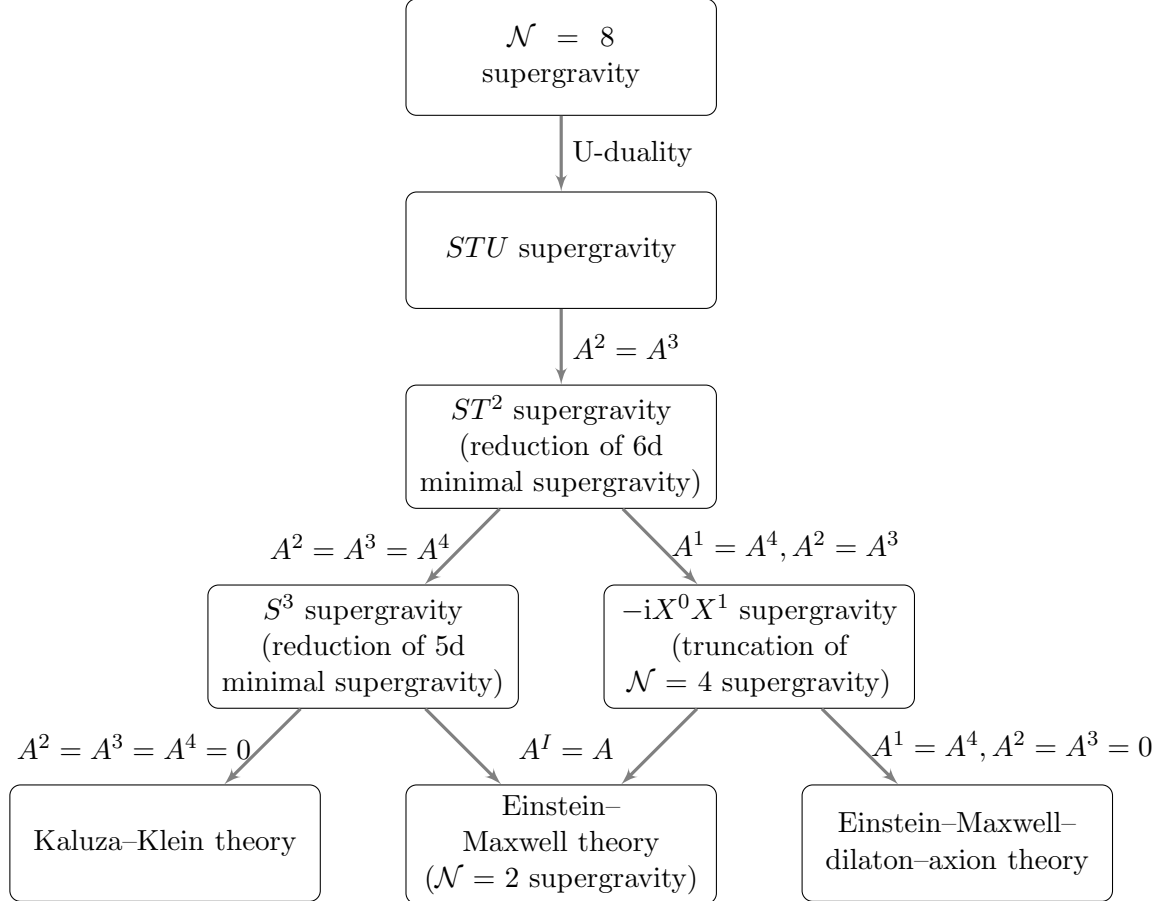 𝒩 = 8
supergravity
U-duality
STU supergravity
A² = A³
ST² supergravity
(reduction of 6d
minimal supergravity)
A² = A³ = A⁴
A¹ = A⁴, A² = A³
S³ supergravity
(reduction of 5d
minimal supergravity)
−iX⁰X¹ supergravity
(truncation of
𝒩 = 4 supergravity)
A² = A³ = A⁴ = 0
Aᴵ = A
A¹ = A⁴, A² = A³ = 0
Kaluza–Klein theory
Einstein–
Maxwell theory
(𝒩 = 2 supergravity)
Einstein–Maxwell–
dilaton–axion theory